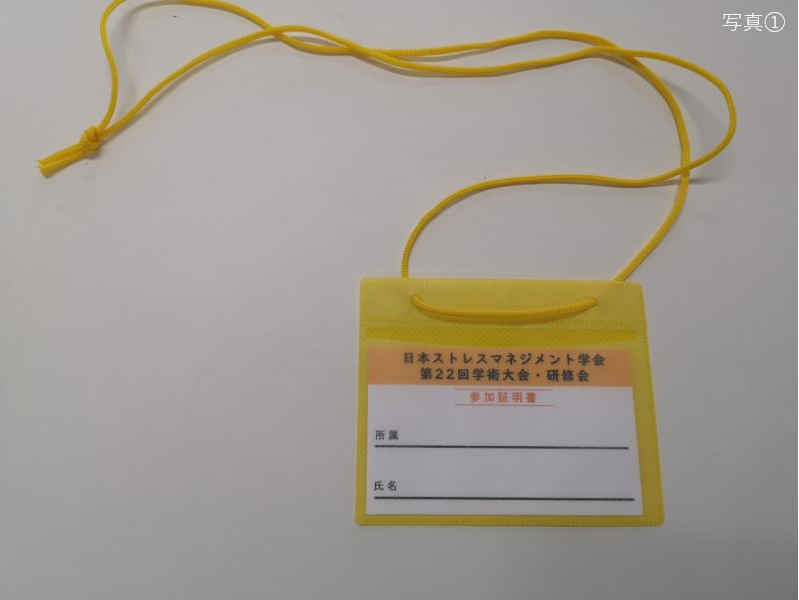 写真①
日本ストレスマネジメント学会
第22回学術大会・研修会
参加証明書
所属
氏名